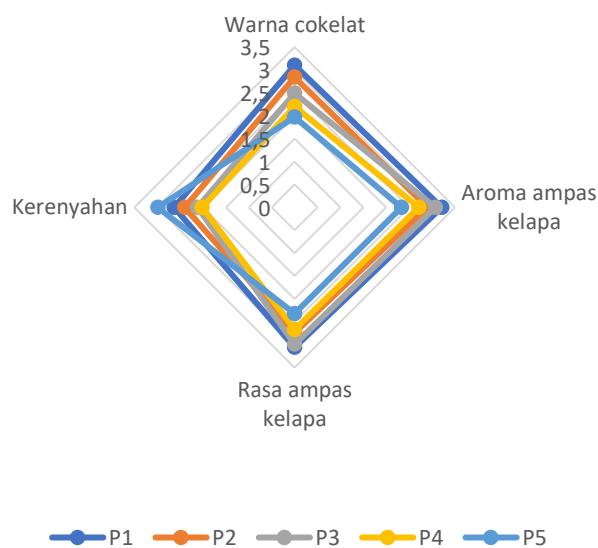 Warna cokelat
3,5
3
2,5
2
1,5
1
0,5
0
Kerenyahan
Aroma ampas
kelapa
Rasa ampas
kelapa
P1 P2 P3 P4 P5